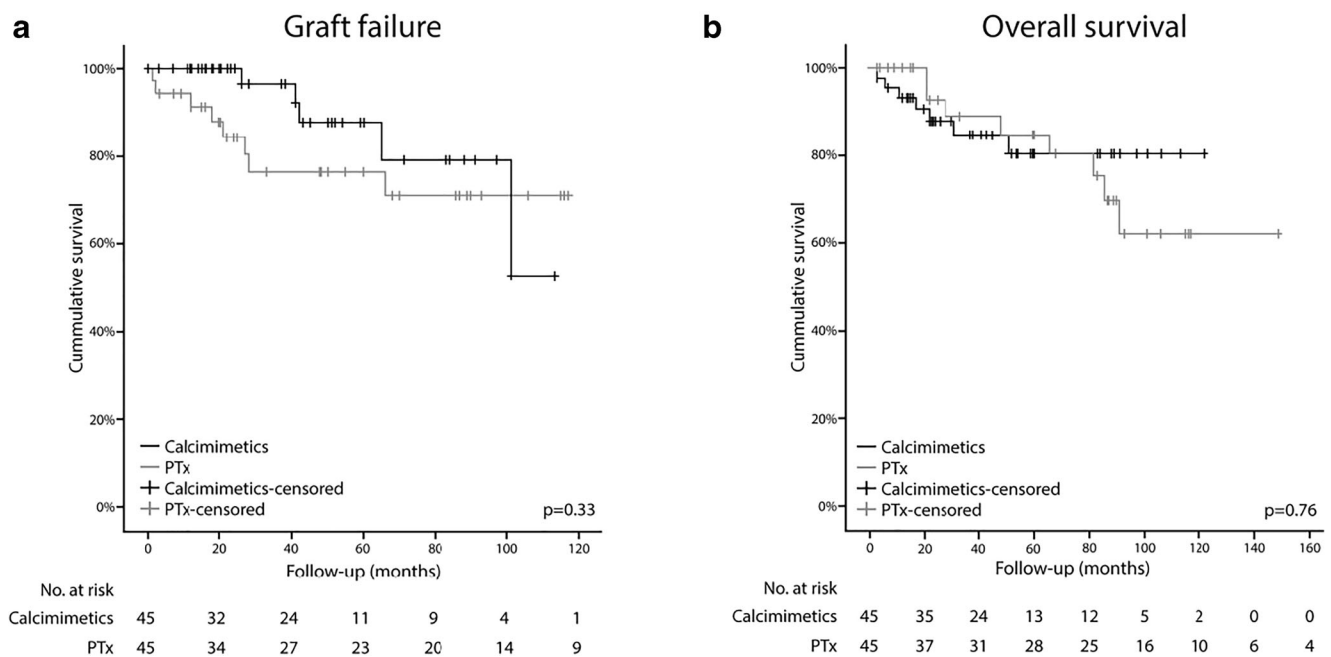 a
Graft failure
100%
80%
60%
40%
20%
0%
Cummulative survival
Calcimimetics
PTx
Calcimimetics-censored
PTx-censored
p=0.33
0 20 40 60 80 100 120
Follow-up (months)
No. at risk
Calcimimetics 45 32 24 11 9 4 1
PTx 45 34 27 23 20 14 9
b
Overall survival
100%
80%
60%
40%
20%
0%
Cummulative survival
Calcimimetics
PTx
Calcimimetics-censored
PTx-censored
p=0.76
0 20 40 60 80 100 120 140 160
Follow-up (months)
No. at risk
Calcimimetics 45 35 24 13 12 5 2 0 0
PTx 45 37 31 28 25 16 10 6 4